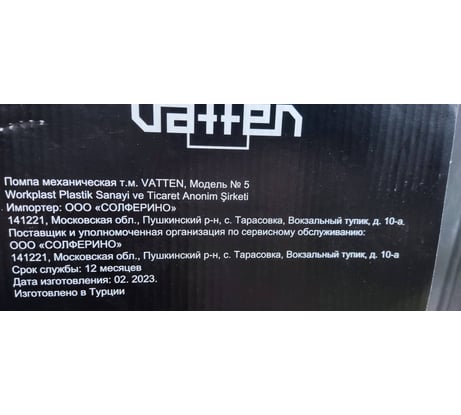 vatten
Помпа механическая т.м. VATTEN, Модель № 5
Workplast Plastik Sanayi ve Ticaret Anonim Şirketi
Импортер: ООО «СОЛФЕРИНО»
141221, Московская обл., Пушкинский р-н, с. Тарасовка, Вокзальный тупик, д. 10-а.
Поставщик и уполномоченная организация по сервисному обслуживанию:
ООО «СОЛФЕРИНО»
141221, Московская обл., Пушкинский р-н, с. Тарасовка, Вокзальный тупик, д. 10-а
Срок службы: 12 месяцев
Дата изготовления: 02. 2023.
Изготовлено в Турции